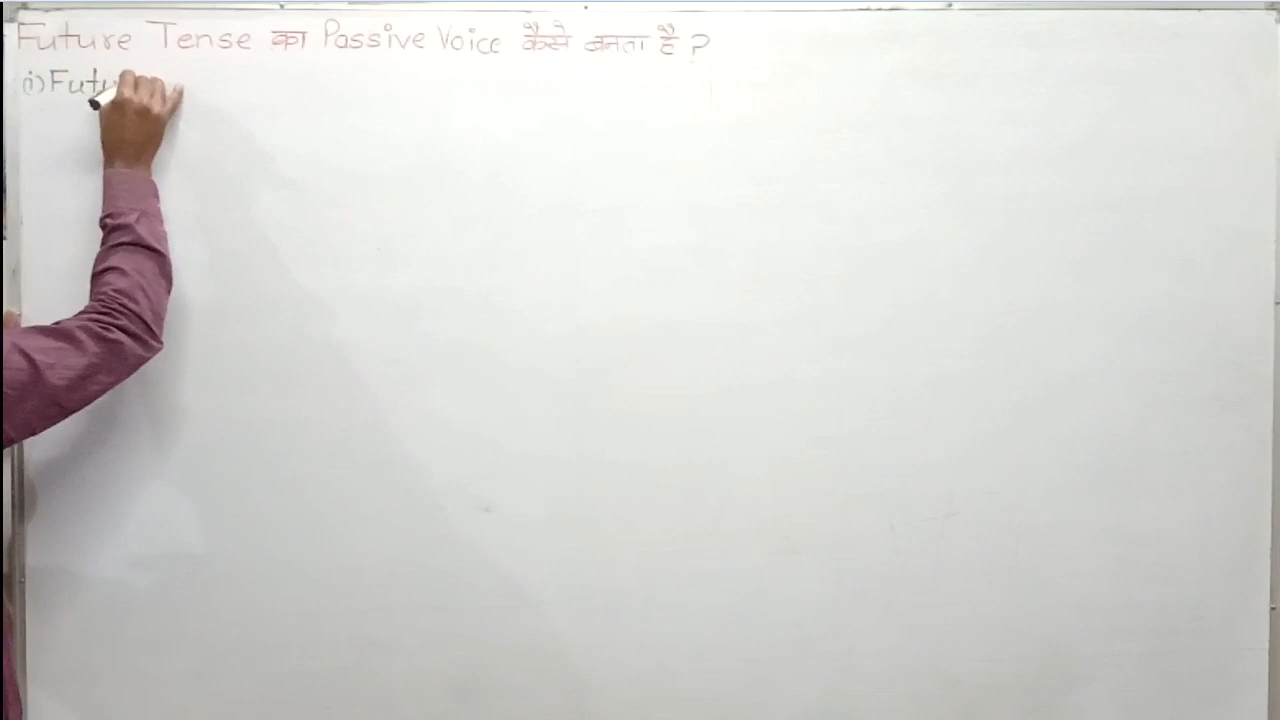 Future Tense का Passive Voice कैसे बनता है ?
(i) Futu